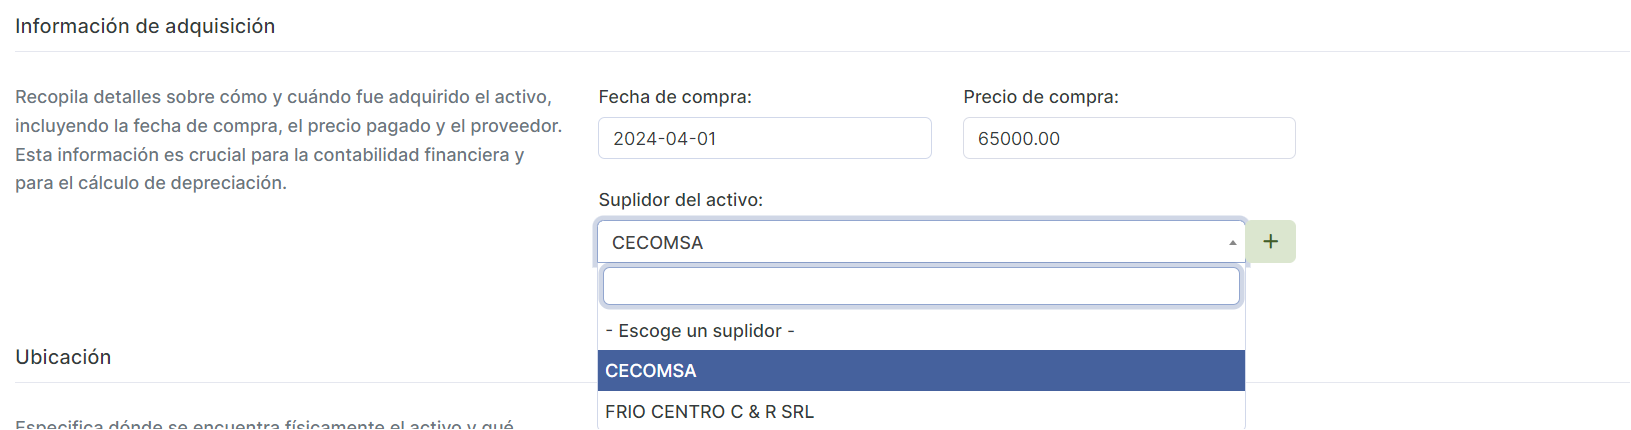 Información de adquisición
Recopila detalles sobre cómo y cuándo fue adquirido el activo,
incluyendo la fecha de compra, el precio pagado y el proveedor.
Esta información es crucial para la contabilidad financiera y
para el cálculo de depreciación.
Fecha de compra:
2024-04-01
Precio de compra:
65000.00
Suplidor del activo:
CECOMSA
+
- Escoge un suplidor -
CECOMSA
FRIO CENTRO C & R SRL
Ubicación
Especifica dónde se encuentra físicamente el activo y qué